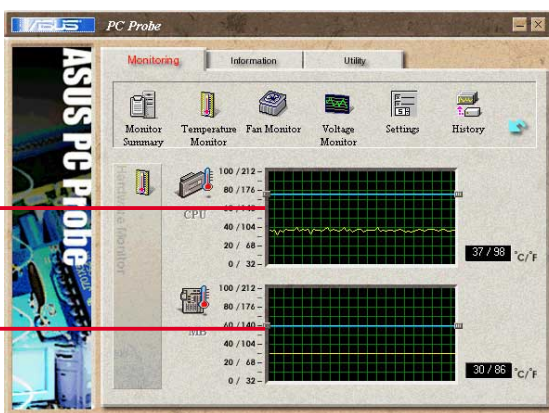 ASUS PC Probe
Monitoring Information Utility
Monitor Summary
Temperature Monitor
Fan Monitor
Voltage Monitor
Settings
History
ASUS PC Probe
Hardware Monitor
CPU
100 / 212
80 / 176
60 / 140
40 / 104
20 / 68
0 / 32
37 / 98 °C/°F
MB
100 / 212
80 / 176
60 / 140
40 / 104
20 / 68
0 / 32
30 / 86 °C/°F